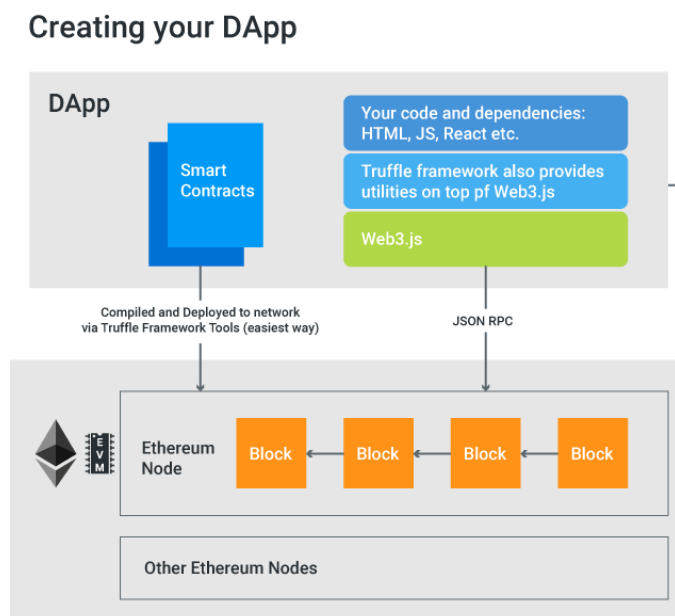 Creating your DApp
DApp
Smart
Contracts
Your code and dependencies:
HTML, JS, React etc.
Truffle framework also provides
utilities on top pf Web3.js
Web3.js
Compiled and Deployed to network
via Truffle Framework Tools (easiest way)
JSON RPC
EVM
Ethereum
Node
Block
Block
Block
Block
Other Ethereum Nodes